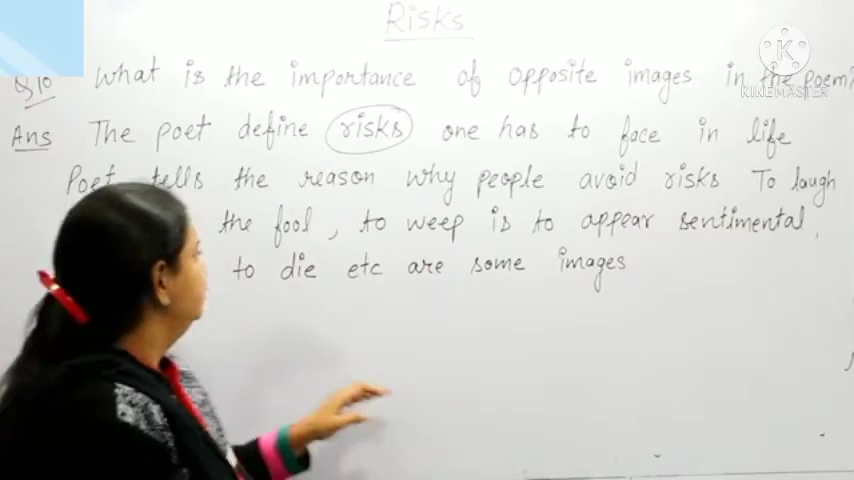 Risks
Q10 What is the importance of opposite images in the poem?
Ans The poet define risks one has to face in life
Poet tells the reason why people avoid risks To laugh
the fool, to weep is to appear sentimental,
to die etc are some images
KINEMASTER